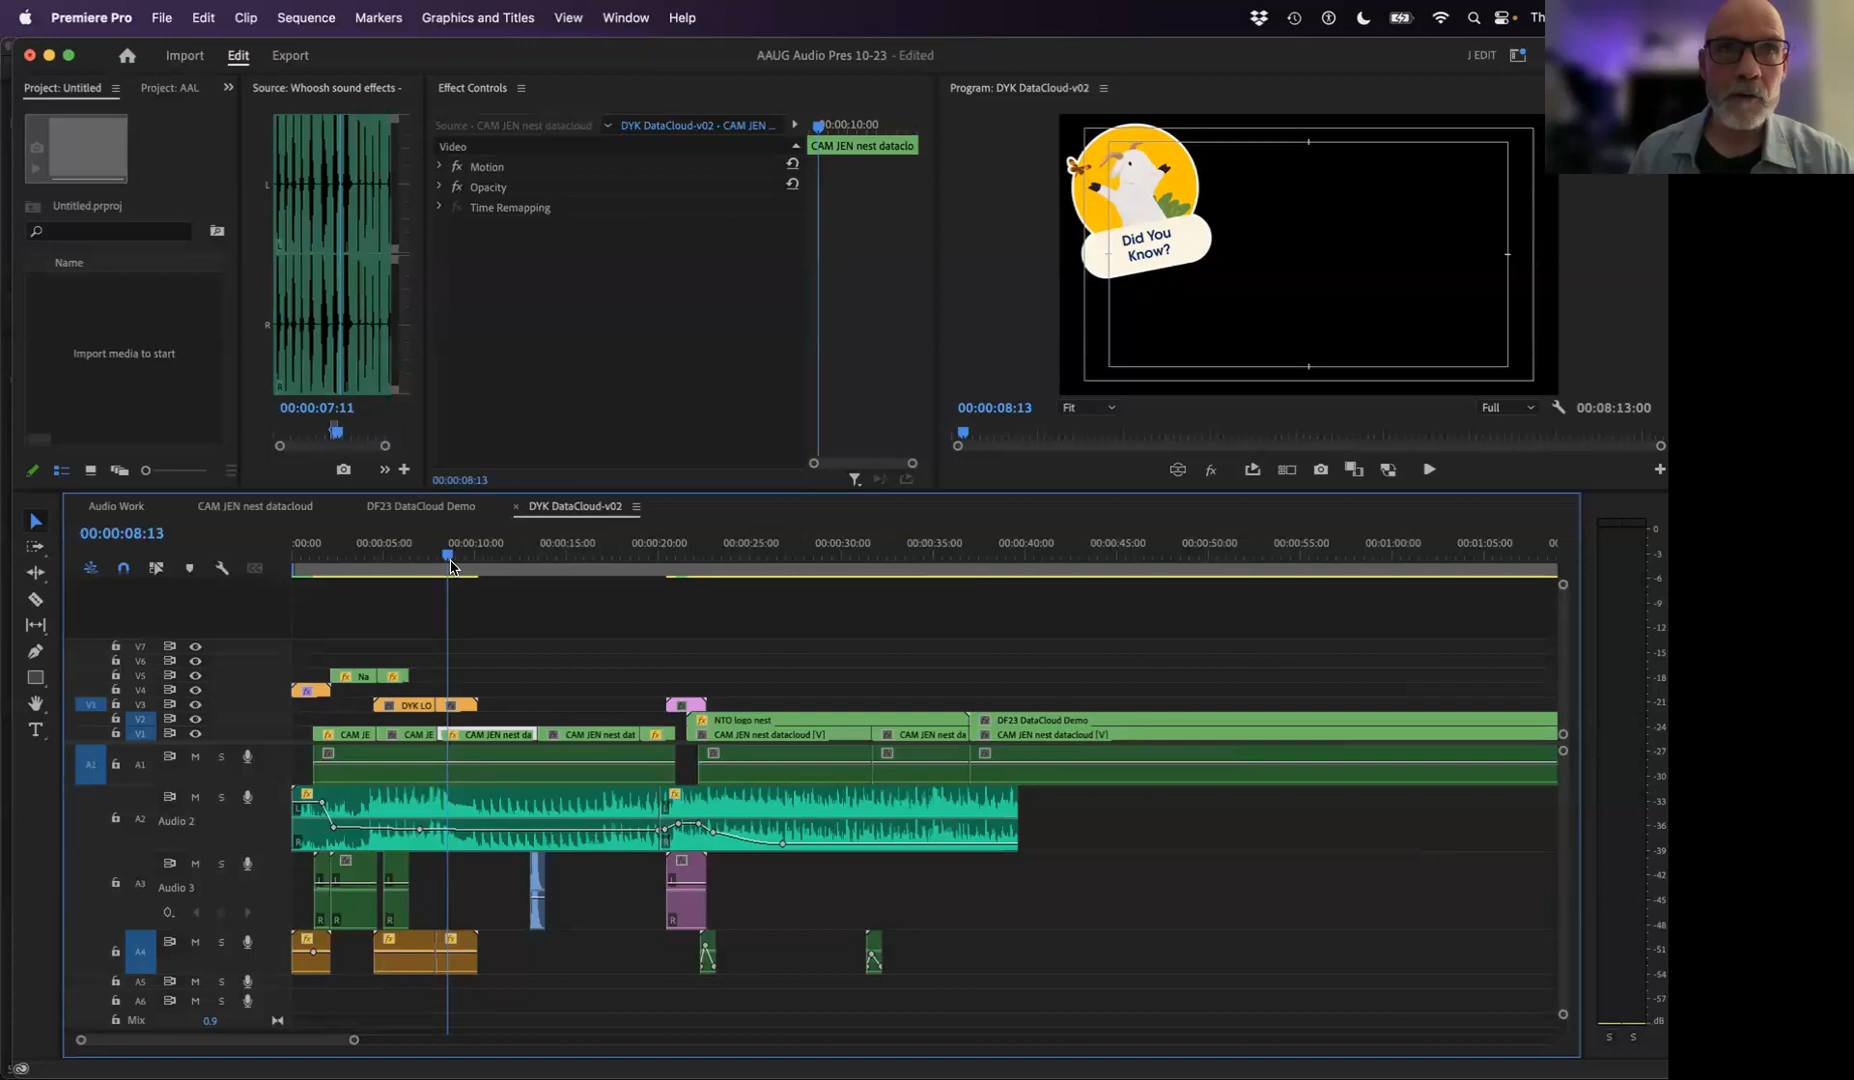 Premiere Pro File Edit Clip Sequence Markers Graphics and Titles View Window Help Th
Import Edit Export AAUG Audio Pres 10-23 - Edited J EDIT
Project: Untitled Project: AAL Source: Whoosh sound effects - Effect Controls Program: DYK DataCloud-v02
Source • CAM JEN nest datacloud DYK DataCloud-v02 • CAM JEN ... 00:00:10:00
Video CAM JEN nest dataclo
fx Motion
fx Opacity
Time Remapping
Untitled.prproj
Name
Import media to start
L
R
Did You
Know?
00:00:07:11 00:00:08:13 Fit Full 00:08:13:00
00:00:08:13
Audio Work CAM JEN nest datacloud DF23 DataCloud Demo × DYK DataCloud-v02
00:00:08:13
:00:00 00:00:05:00 00:00:10:00 00:00:15:00 00:00:20:00 00:00:25:00 00:00:30:00 00:00:35:00 00:00:40:00 00:00:45:00 00:00:50:00 00:00:55:00 00:01:00:00 00:01:05:00
V7
V6
V5 fx Na fx
V4 fx
V1 V3 DYK LO
V2 NTO logo nest DF23 DataCloud Demo
V1 CAM JE CAM JE CAM JEN nest da CAM JEN nest dat CAM JEN nest datacloud [V] CAM JEN nest da CAM JEN nest datacloud [V]
A1 A1 M S
A2 M S
Audio 2
A3 M S
Audio 3
A4 M S
A5 M S
A6 M S
Mix 0.9
0
-3
-6
-9
-12
-15
-18
-21
-24
-27
-30
-33
-36
-39
-42
-45
-48
-51
-54
-57
dB
S S